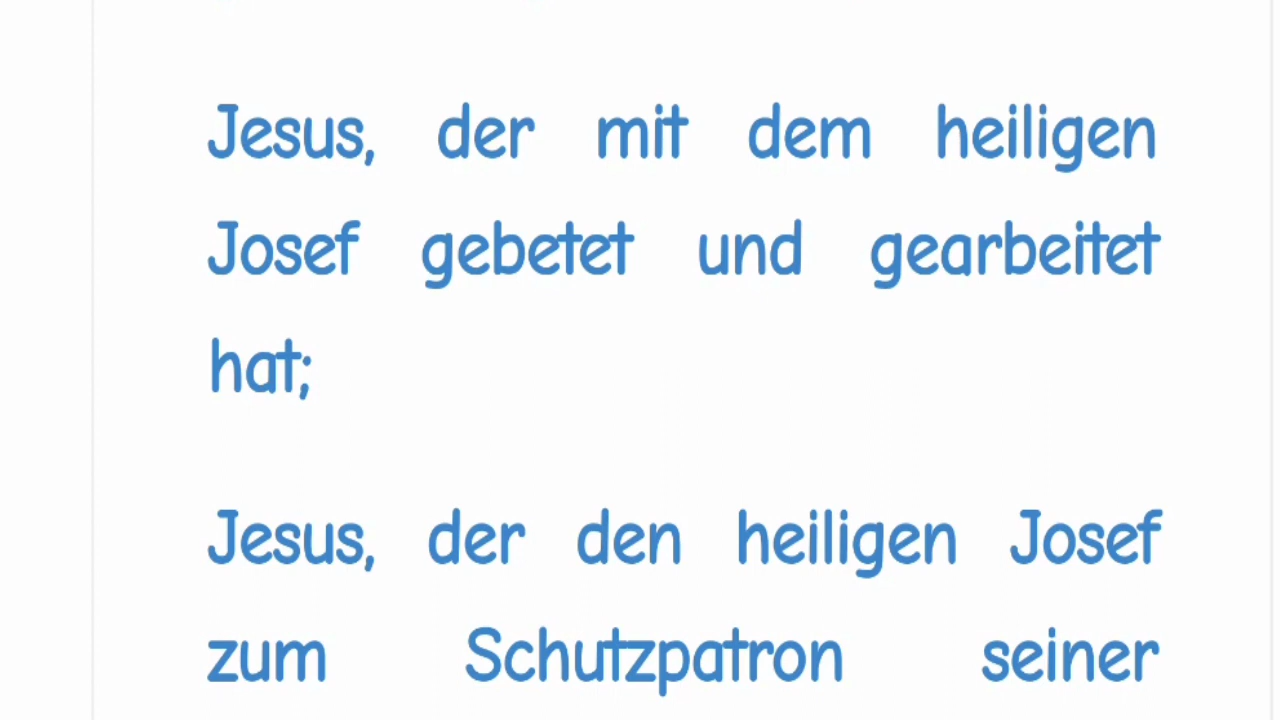 Jesus, der mit dem heiligen
Josef gebetet und gearbeitet
hat;
Jesus, der den heiligen Josef
zum Schutzpatron seiner